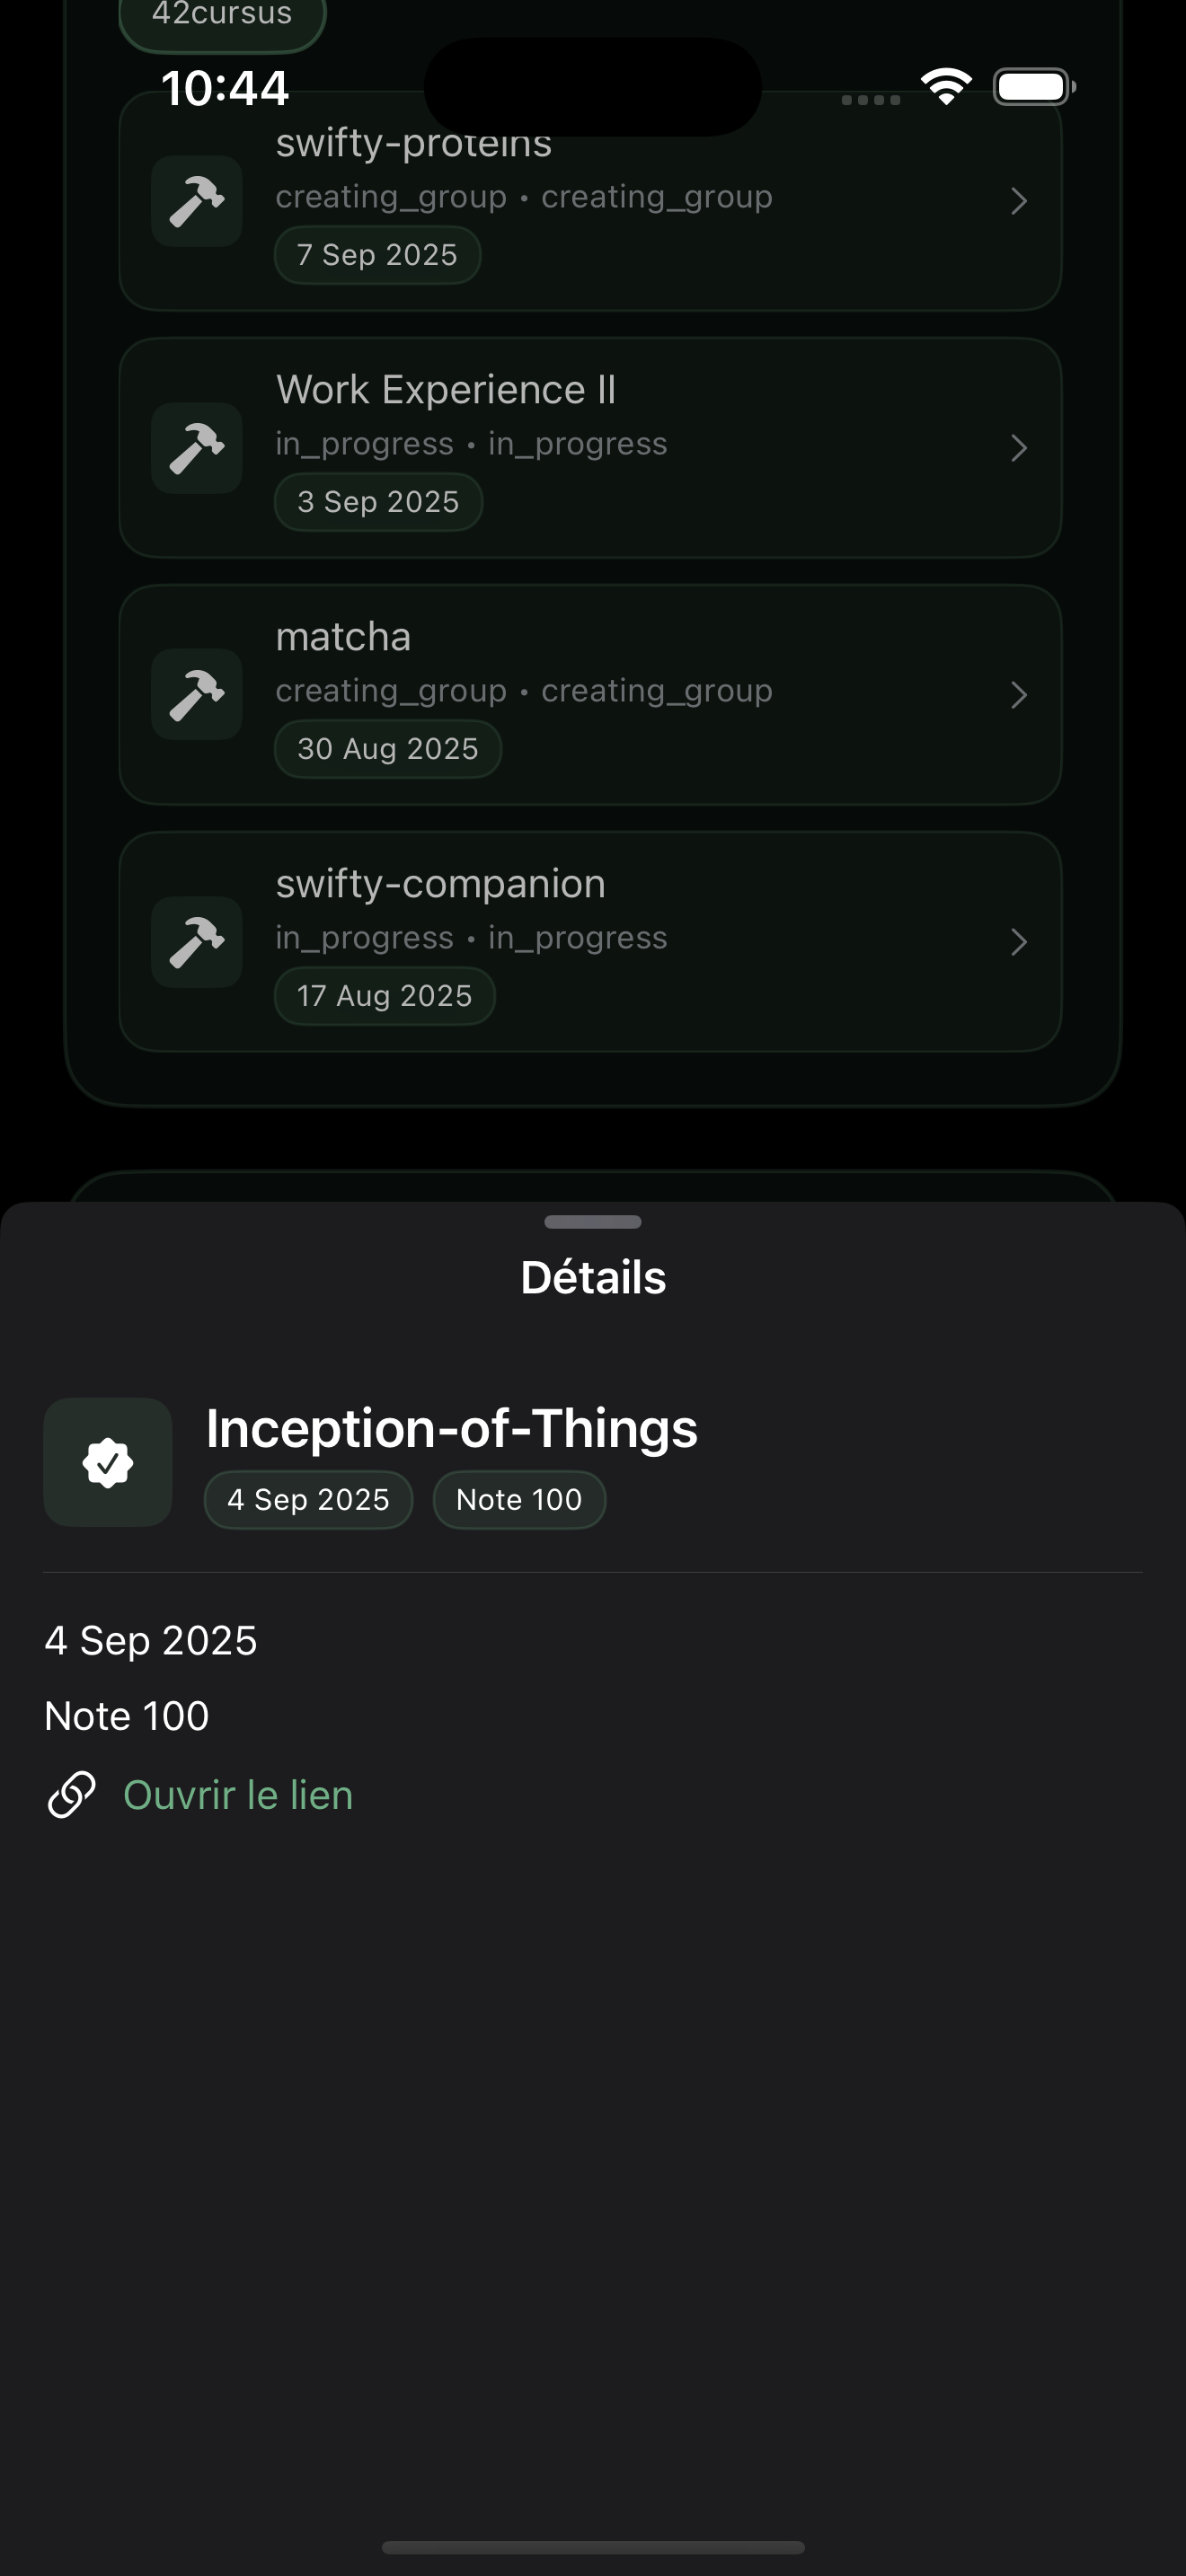 42cursus
10:44
swifty-proteins
creating_group • creating_group
7 Sep 2025
Work Experience II
in_progress • in_progress
3 Sep 2025
matcha
creating_group • creating_group
30 Aug 2025
swifty-companion
in_progress • in_progress
17 Aug 2025
Détails
Inception-of-Things
4 Sep 2025 Note 100
4 Sep 2025
Note 100
Ouvrir le lien